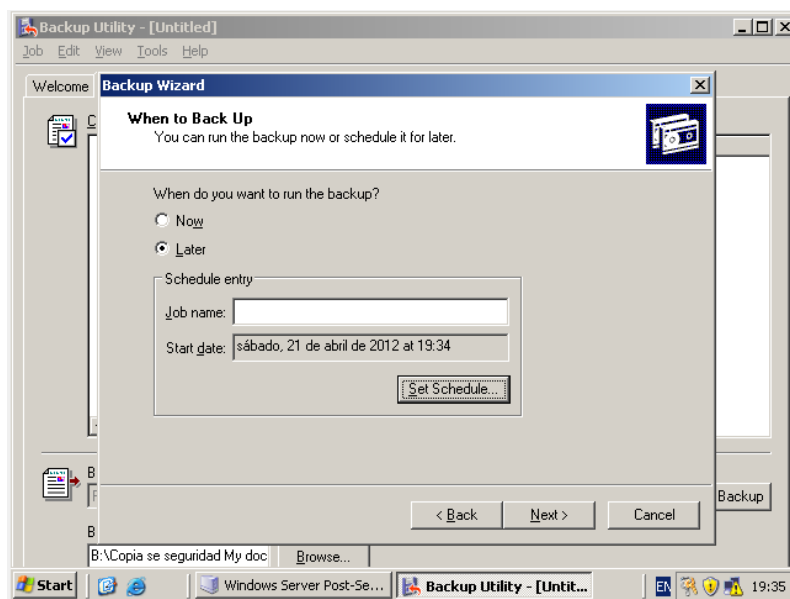 Backup Utility - [Untitled]
Job Edit View Tools Help
Welcome
Backup Wizard
When to Back Up
You can run the backup now or schedule it for later.
When do you want to run the backup?
Now
Later
Schedule entry
Job name:
Start date: sábado, 21 de abril de 2012 at 19:34
Set Schedule...
< Back Next > Cancel
Backup
B:\Copia se seguridad My doc Browse...
Start Windows Server Post-Se... Backup Utility - [Untit... EN 19:35